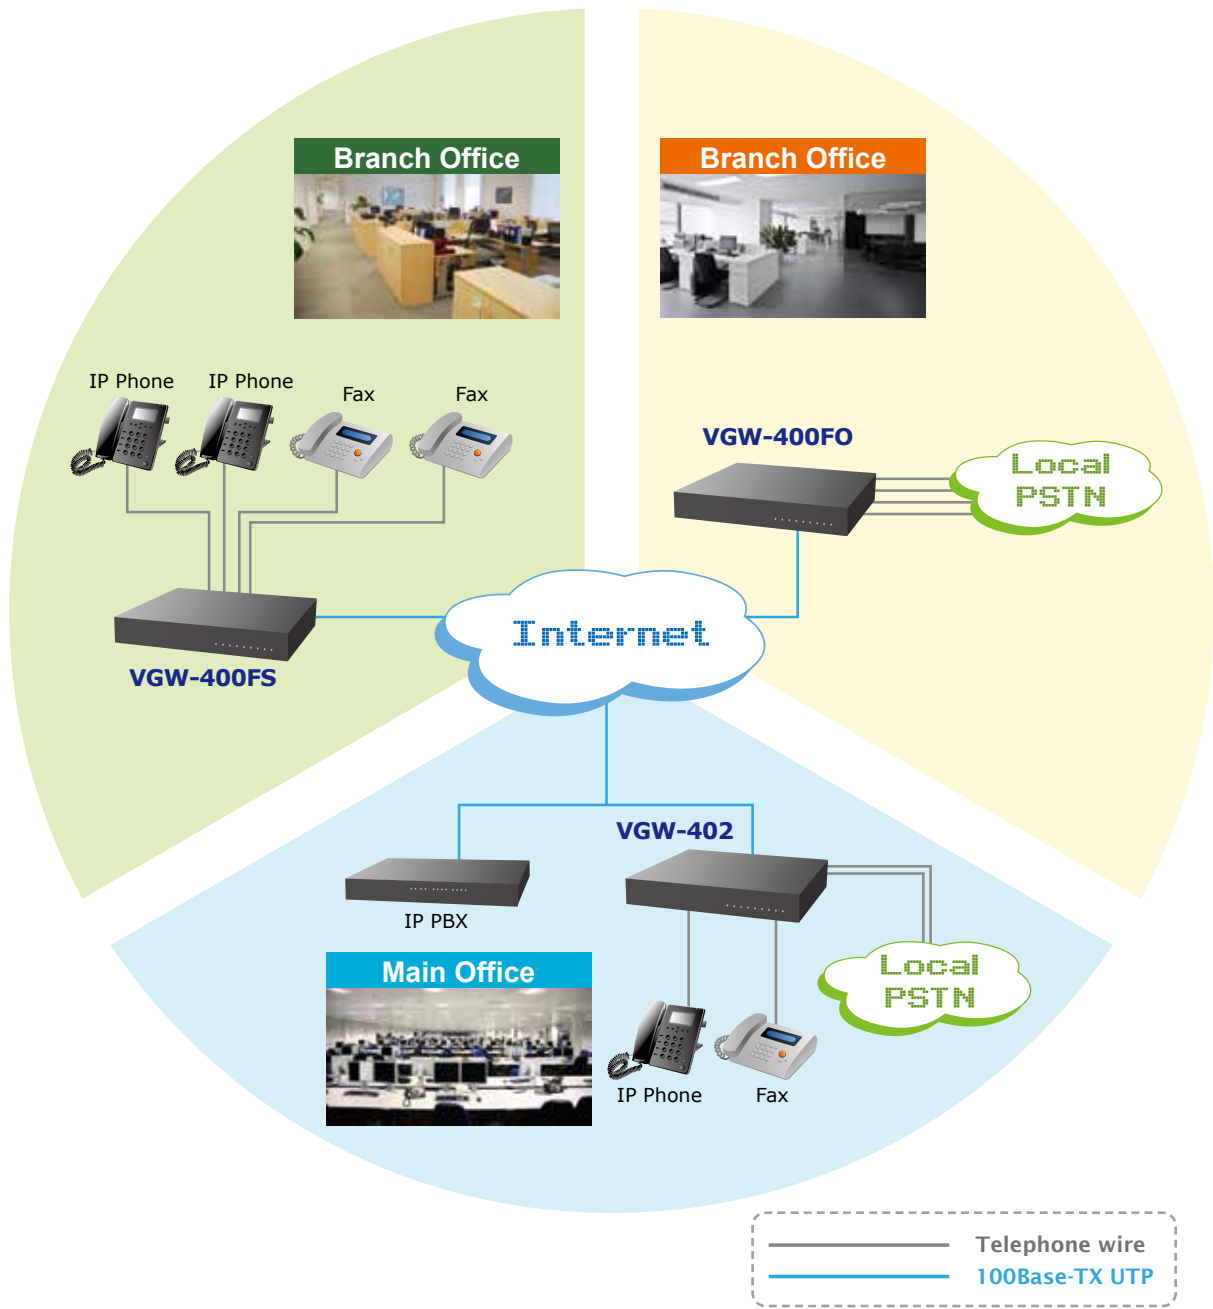 Branch Office
Branch Office
IP Phone
IP Phone
Fax
Fax
VGW-400FO
Local
PSTN
Internet
VGW-400FS
VGW-402
IP PBX
Main Office
Local
PSTN
IP Phone
Fax
Telephone wire
100Base-TX UTP